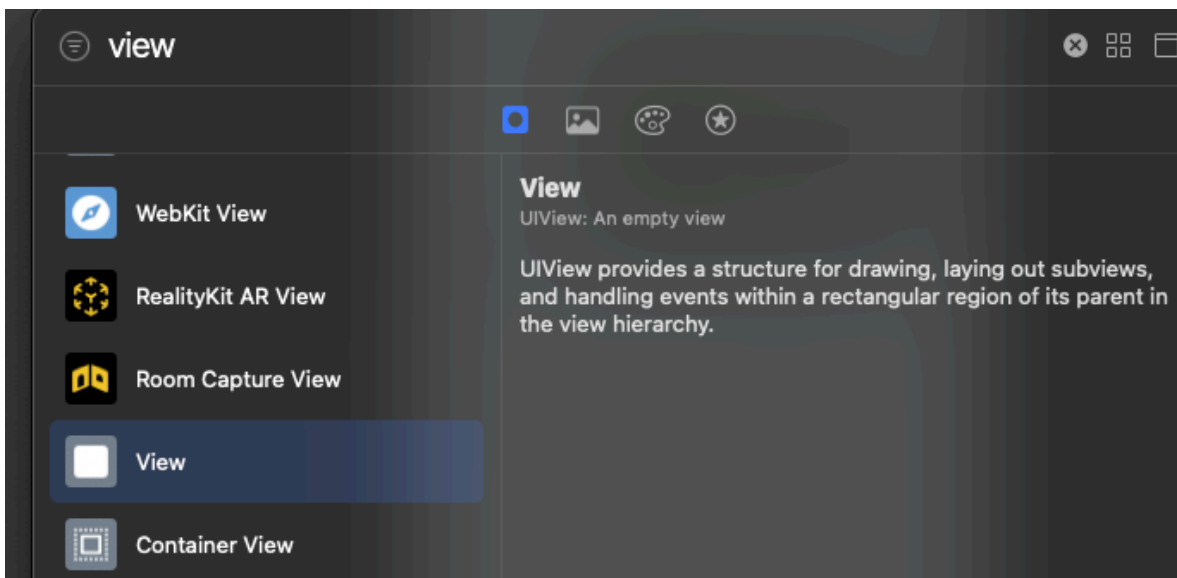 view
WebKit View
RealityKit AR View
Room Capture View
View
Container View
View
UIView: An empty view
UIView provides a structure for drawing, laying out subviews,
and handling events within a rectangular region of its parent in
the view hierarchy.